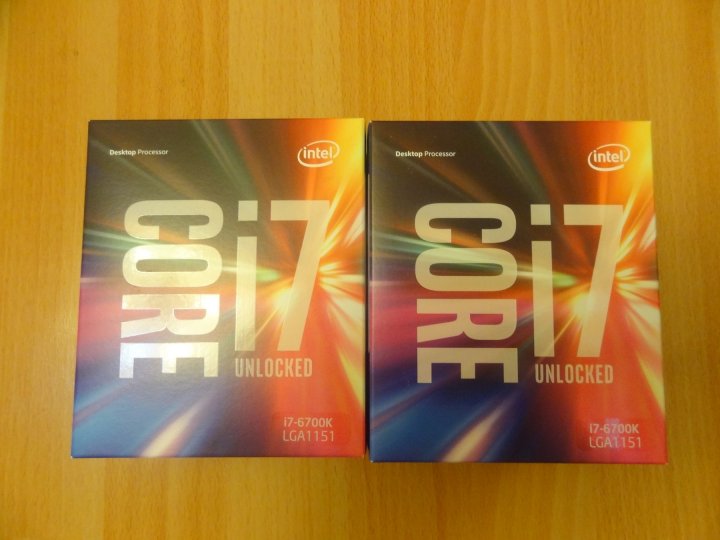 Desktop Processor
intel
CORE i7
UNLOCKED
i7-6700K
LGA1151
Desktop Processor
intel
CORE i7
UNLOCKED
i7-6700K
LGA1151